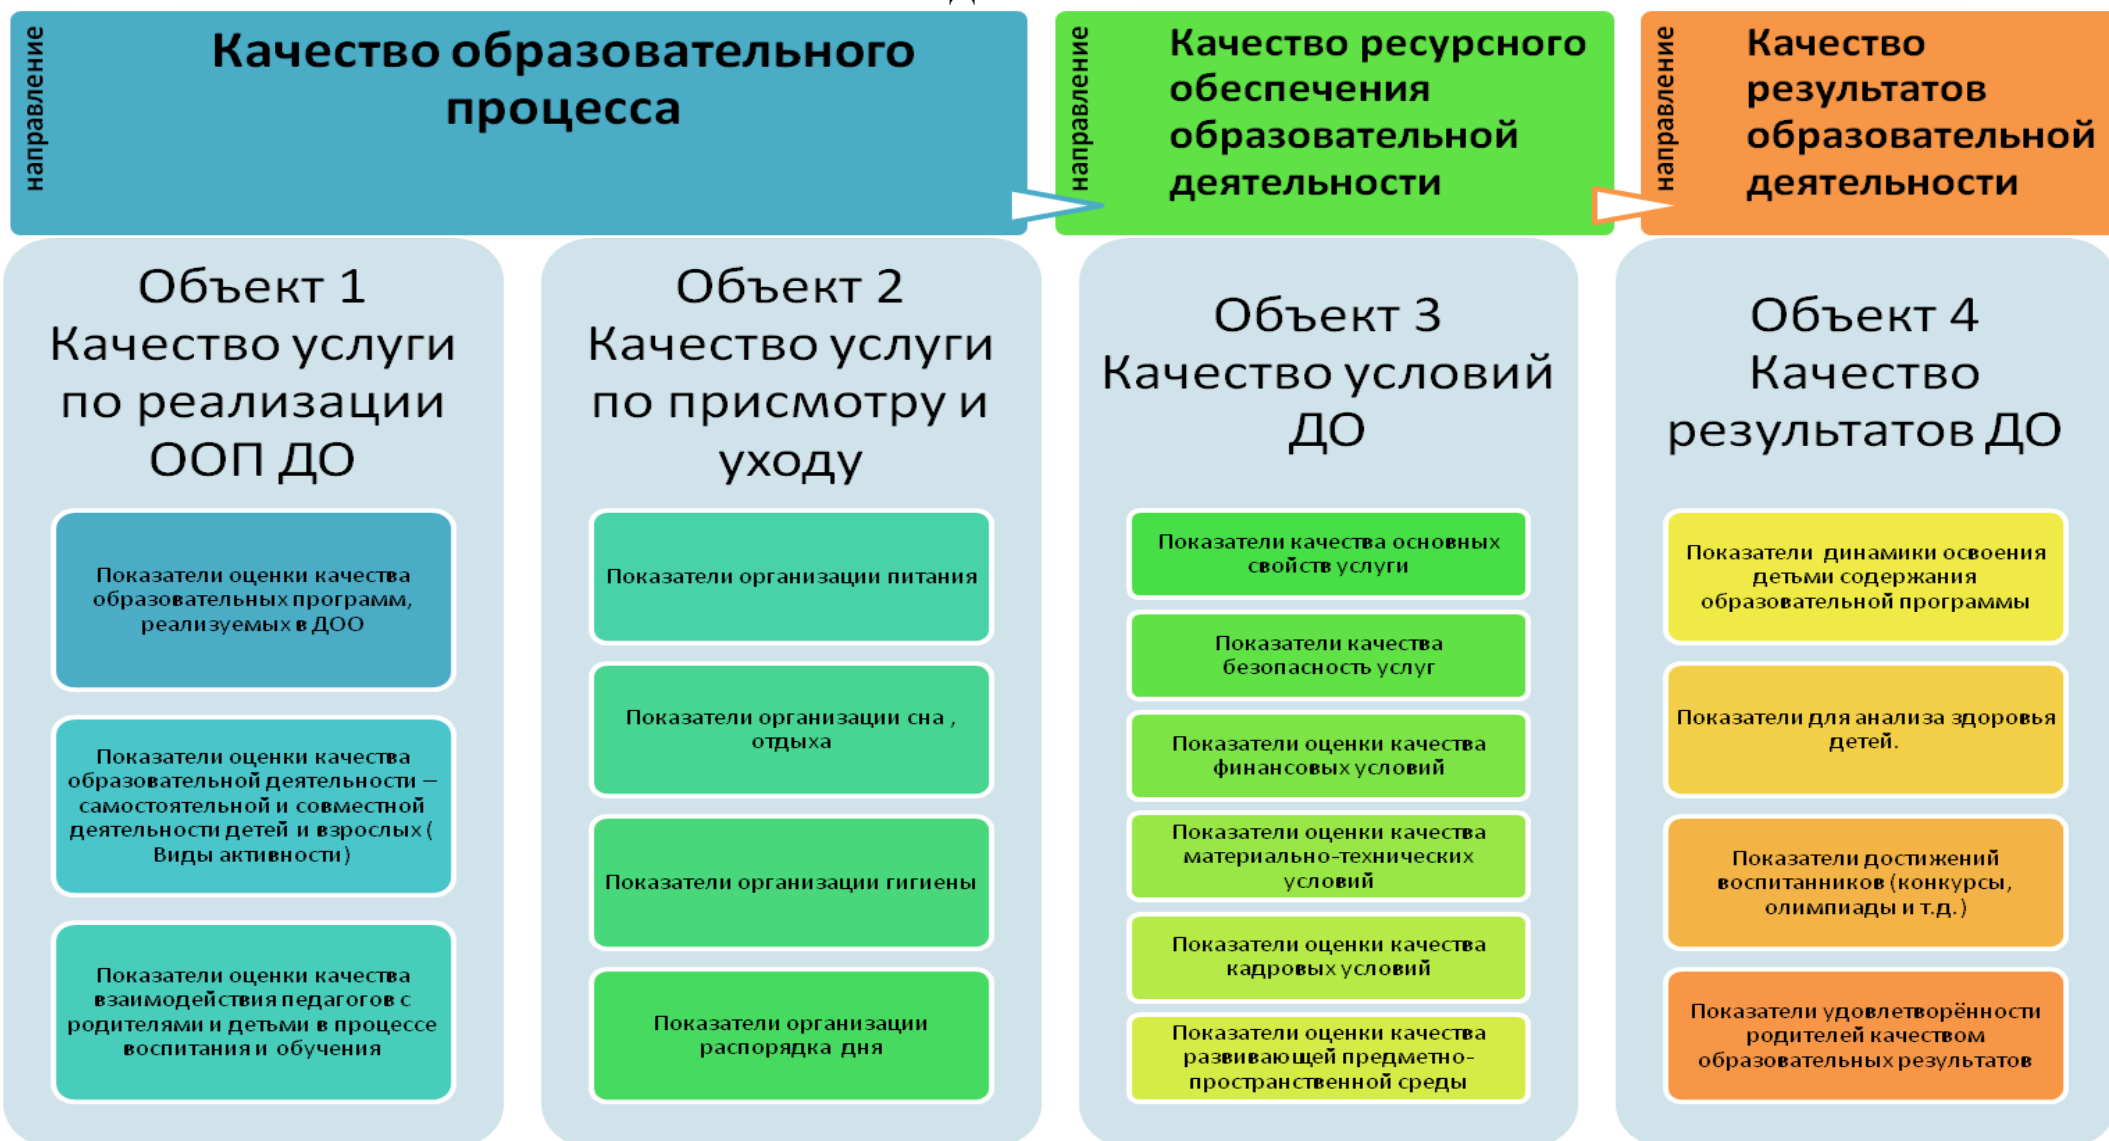 Д
направление
Качество образовательного
процесса
направление
Качество ресурсного
обеспечения
образовательной
деятельности
направление
Качество
результатов
образовательной
деятельности
Объект 1
Качество услуги
по реализации
ООП ДО
Показатели оценки качества
образовательных программ,
реализуемых в ДОО
Показатели оценки качества
образовательной деятельности –
самостоятельной и совместной
деятельности детей и взрослых (
Виды активности)
Показатели оценки качества
взаимодействия педагогов с
родителями и детьми в процессе
воспитания и обучения
Объект 2
Качество услуги
по присмотру и
уходу
Показатели организации питания
Показатели организации сна ,
отдыха
Показатели организации гигиены
Показатели организации
распорядка дня
Объект 3
Качество условий
ДО
Показатели качества основных
свойств услуги
Показатели качества
безопасность услуг
Показатели оценки качества
финансовых условий
Показатели оценки качества
материально-технических
условий
Показатели оценки качества
кадровых условий
Показатели оценки качества
развивающей предметно-
пространственной среды
Объект 4
Качество
результатов ДО
Показатели динамики освоения
детьми содержания
образовательной программы
Показатели для анализа здоровья
детей.
Показатели достижений
воспитанников (конкурсы,
олимпиады и т.д.)
Показатели удовлетворённости
родителей качеством
образовательных результатов